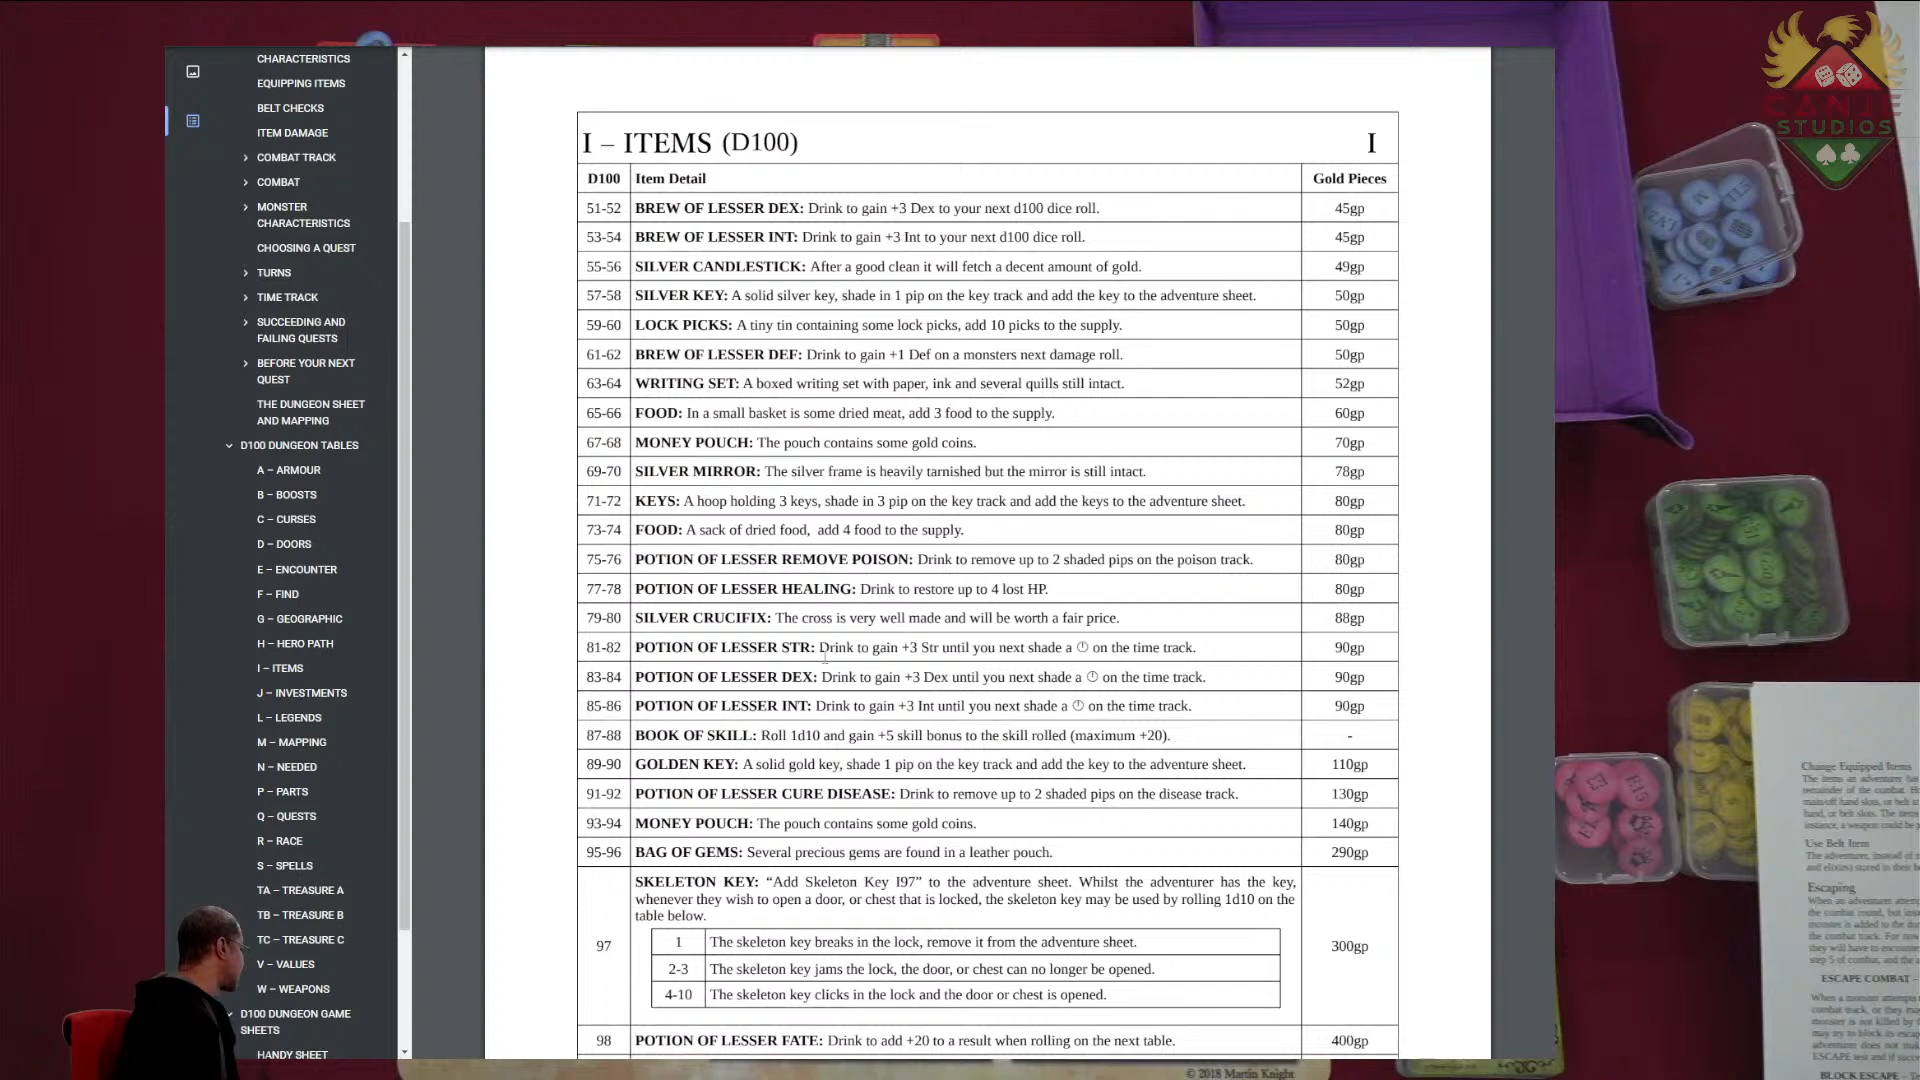 CHARACTERISTICS
EQUIPPING ITEMS
BELT CHECKS
ITEM DAMAGE
COMBAT TRACK
COMBAT
MONSTER
CHARACTERISTICS
CHOOSING A QUEST
TURNS
TIME TRACK
SUCCEEDING AND
FAILING QUESTS
BEFORE YOUR NEXT
QUEST
THE DUNGEON SHEET
AND MAPPING
D100 DUNGEON TABLES
A – ARMOUR
B – BOOSTS
C – CURSES
D – DOORS
E – ENCOUNTER
F – FIND
G – GEOGRAPHIC
H – HERO PATH
I – ITEMS
J – INVESTMENTS
L – LEGENDS
M – MAPPING
N – NEEDED
P – PARTS
Q – QUESTS
R – RACE
S – SPELLS
TA – TREASURE A
TB – TREASURE B
TC – TREASURE C
V – VALUES
W – WEAPONS
D100 DUNGEON GAME
SHEETS
HANDY SHEET
I – ITEMS (D100) I
D100 Item Detail Gold Pieces
51-52 BREW OF LESSER DEX: Drink to gain +3 Dex to your next d100 dice roll. 45gp
53-54 BREW OF LESSER INT: Drink to gain +3 Int to your next d100 dice roll. 45gp
55-56 SILVER CANDLESTICK: After a good clean it will fetch a decent amount of gold. 49gp
57-58 SILVER KEY: A solid silver key, shade in 1 pip on the key track and add the key to the adventure sheet. 50gp
59-60 LOCK PICKS: A tiny tin containing some lock picks, add 10 picks to the supply. 50gp
61-62 BREW OF LESSER DEF: Drink to gain +1 Def on a monsters next damage roll. 50gp
63-64 WRITING SET: A boxed writing set with paper, ink and several quills still intact. 52gp
65-66 FOOD: In a small basket is some dried meat, add 3 food to the supply. 60gp
67-68 MONEY POUCH: The pouch contains some gold coins. 70gp
69-70 SILVER MIRROR: The silver frame is heavily tarnished but the mirror is still intact. 78gp
71-72 KEYS: A hoop holding 3 keys, shade in 3 pip on the key track and add the keys to the adventure sheet. 80gp
73-74 FOOD: A sack of dried food, add 4 food to the supply. 80gp
75-76 POTION OF LESSER REMOVE POISON: Drink to remove up to 2 shaded pips on the poison track. 80gp
77-78 POTION OF LESSER HEALING: Drink to restore up to 4 lost HP. 80gp
79-80 SILVER CRUCIFIX: The cross is very well made and will be worth a fair price. 88gp
81-82 POTION OF LESSER STR: Drink to gain +3 Str until you next shade a on the time track. 90gp
83-84 POTION OF LESSER DEX: Drink to gain +3 Dex until you next shade a on the time track. 90gp
85-86 POTION OF LESSER INT: Drink to gain +3 Int until you next shade a on the time track. 90gp
87-88 BOOK OF SKILL: Roll 1d10 and gain +5 skill bonus to the skill rolled (maximum +20). -
89-90 GOLDEN KEY: A solid gold key, shade 1 pip on the key track and add the key to the adventure sheet. 110gp
91-92 POTION OF LESSER CURE DISEASE: Drink to remove up to 2 shaded pips on the disease track. 130gp
93-94 MONEY POUCH: The pouch contains some gold coins. 140gp
95-96 BAG OF GEMS: Several precious gems are found in a leather pouch. 290gp
SKELETON KEY: “Add Skeleton Key I97” to the adventure sheet. Whilst the adventurer has the key,
whenever they wish to open a door, or chest that is locked, the skeleton key may be used by rolling 1d10 on the
table below.
97 300gp
1 The skeleton key breaks in the lock, remove it from the adventure sheet.
2-3 The skeleton key jams the lock, the door, or chest can no longer be opened.
4-10 The skeleton key clicks in the lock and the door or chest is opened.
98 POTION OF LESSER FATE: Drink to add +20 to a result when rolling on the next table. 400gp
© 2018 Martin Knight
CANJE
STUDIOS
Change Equipped Items
The items an adventurer has
remainder of the combat.
Use Belt Item
The adventurer, instead of
Escaping
When an adventurer
ESCAPE COMBAT –
When a monster attempts
BLOCK ESCAPE –